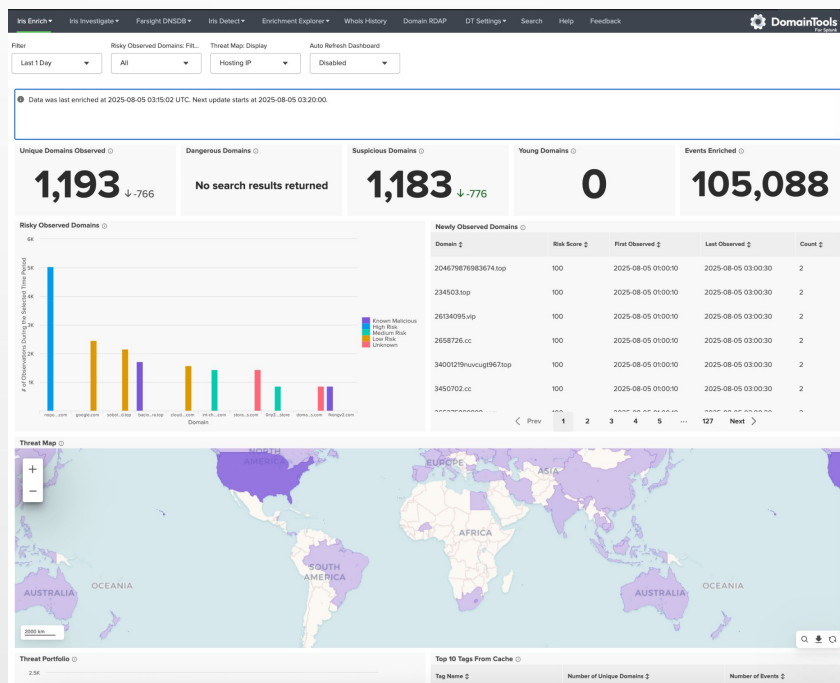 Iris Enrich Iris Investigate Farsight DNSDB Iris Detect Enrichment Explorer Whois History Domain RDAP DT Settings Search Help Feedback DomainTools
For Splunk
Filter Risky Observed Domains: Filt... Threat Map: Display Auto Refresh Dashboard
Last 1 Day All Hosting IP Disabled
Data was last enriched at 2025-08-05 03:15:02 UTC. Next update starts at 2025-08-05 03:20:00.
Unique Domains Observed Dangerous Domains Suspicious Domains Young Domains Events Enriched
1,193 ↓-766 No search results returned 1,183 ↓-776 0 105,088
Risky Observed Domains
6K
5K
4K
3K
2K
1K
# of Observations During the Selected Time Period
Known Malicious
High Risk
Medium Risk
Low Risk
Unknown
google.com
Domain
Newly Observed Domains
Domain Risk Score First Observed Last Observed Count
204679876983674.top 100 2025-08-05 01:00:10 2025-08-05 03:00:30 2
234503.top 100 2025-08-05 01:00:10 2025-08-05 03:00:30 2
26134095.vip 100 2025-08-05 01:00:10 2025-08-05 03:00:30 2
2658726.cc 100 2025-08-05 01:00:10 2025-08-05 03:00:30 2
34001219nuvcugt967.top 100 2025-08-05 01:00:10 2025-08-05 03:00:30 2
3450702.cc 100 2025-08-05 01:00:10 2025-08-05 03:00:30 2
< Prev 1 2 3 4 5 ... 127 Next >
Threat Map
+
−
NORTH
AMERICA
EUROPE
ASIA
AFRICA
SOUTH
AMERICA
OCEANIA
AUSTRALIA
AUSTRALIA
OCEANIA
2000 km
Threat Portfolio
2.5K
Top 10 Tags From Cache
Tag Name Number of Unique Domains Number of Events